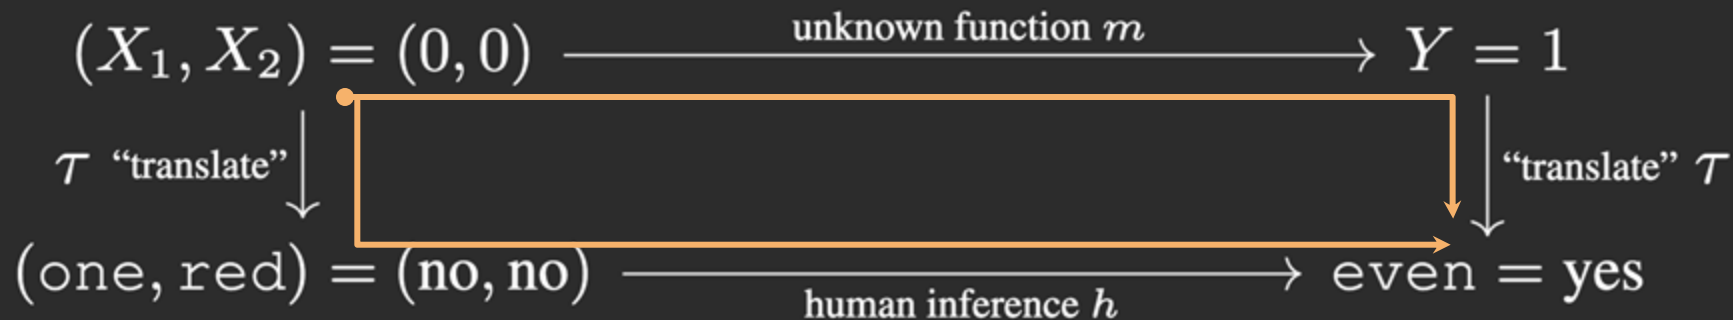 unknown function m
(X₁, X₂) = (0, 0) Y = 1
τ “translate” “translate” τ
(one, red) = (no, no) even = yes
human inference h